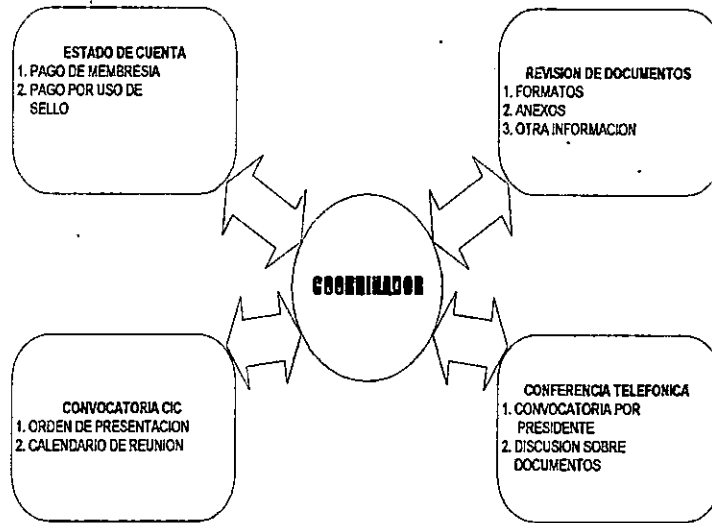 ESTADO DE CUENTA
1. PAGO DE MEMBRESIA
2. PAGO POR USO DE
SELLO
REVISION DE DOCUMENTOS
1. FORMATOS
2. ANEXOS
3. OTRA INFORMACION
COORDINADOR
CONVOCATORIA CIC
1. ORDEN DE PRESENTACION
2. CALENDARIO DE REUNION
CONFERENCIA TELEFONICA
1. CONVOCATORIA POR
PRESIDENTE
2. DISCUSION SOBRE
DOCUMENTOS